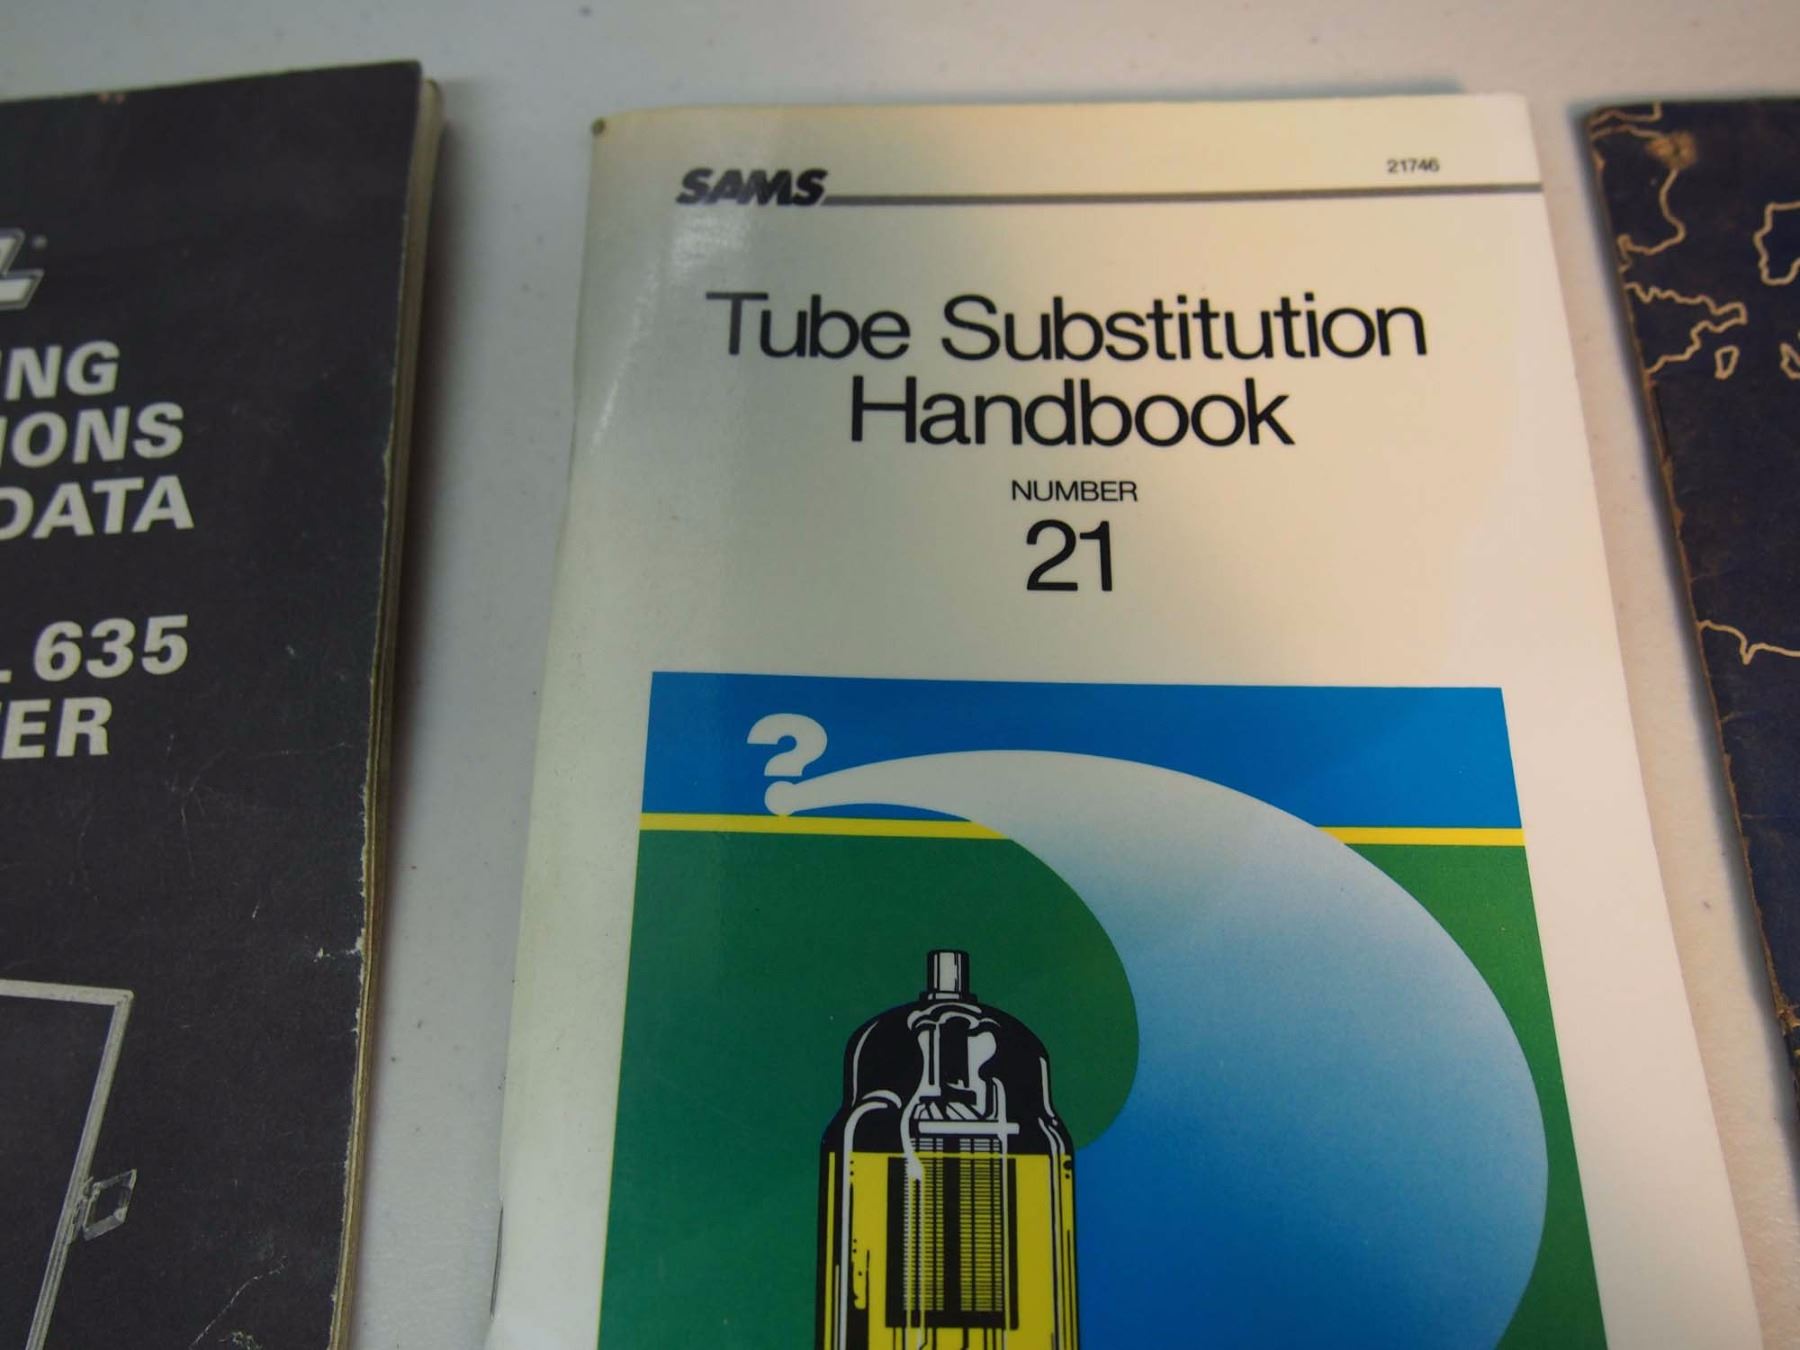 NG
IONS
DATA
635
ER
SAMS
21746
Tube Substitution
Handbook
NUMBER
21
?